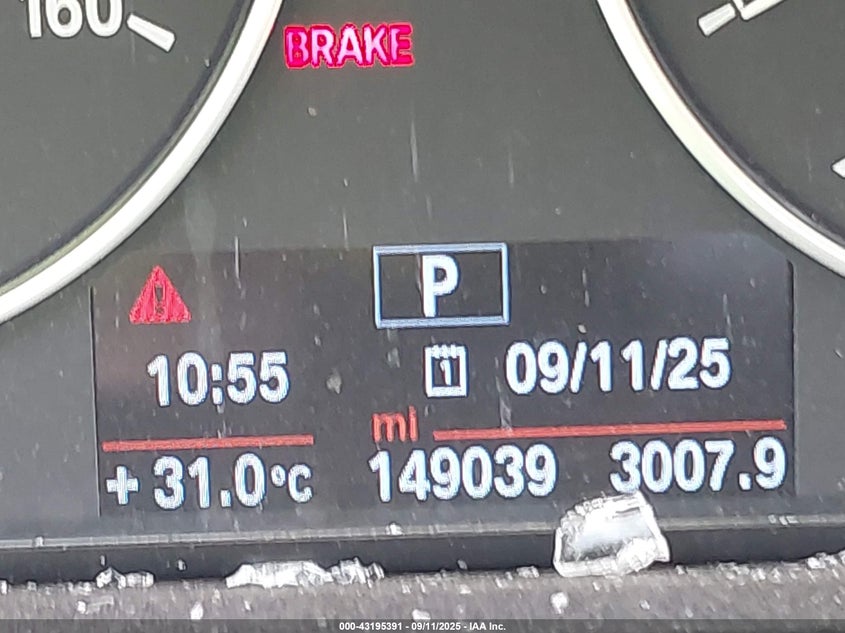 160
BRAKE
P
10:55
1 09/11/25
mi
+31.0°C 149039 3007.9
000-43195391 - 09/11/2025 - IAA Inc.